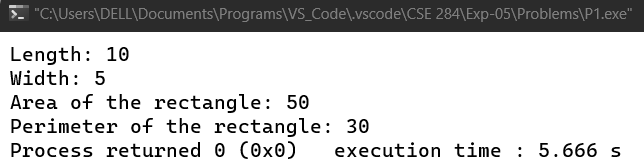 "C:\Users\DELL\Documents\Programs\VS_Code\.vscode\CSE 284\Exp-05\Problems\P1.exe"
Length: 10
Width: 5
Area of the rectangle: 50
Perimeter of the rectangle: 30
Process returned 0 (0x0)   execution time : 5.666 s